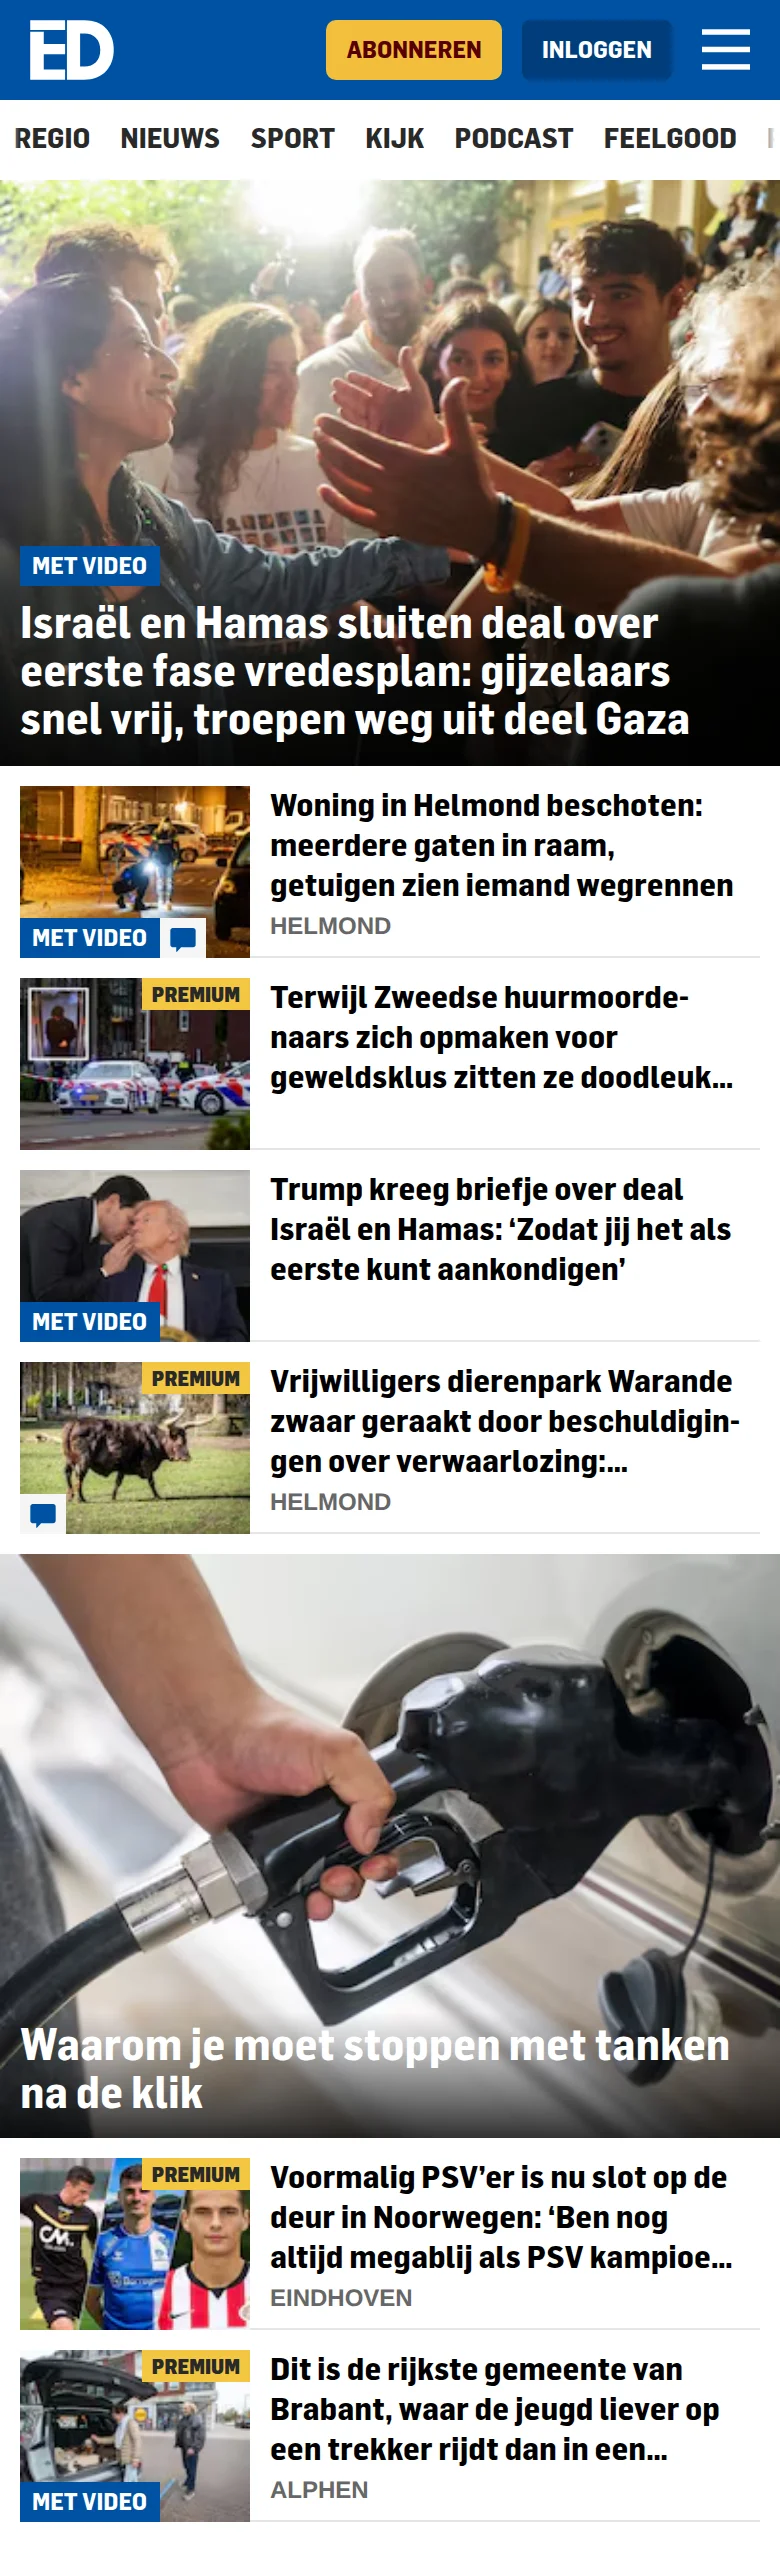 ED
ABONNEREN
INLOGGEN
REGIO NIEUWS SPORT KIJK PODCAST FEELGOOD
MET VIDEO
Israël en Hamas sluiten deal over
eerste fase vredesplan: gijzelaars
snel vrij, troepen weg uit deel Gaza
MET VIDEO
Woning in Helmond beschoten:
meerdere gaten in raam,
getuigen zien iemand wegrennen
HELMOND
PREMIUM
Terwijl Zweedse huurmoorde-
naars zich opmaken voor
geweldsklus zitten ze doodleuk...
MET VIDEO
Trump kreeg briefje over deal
Israël en Hamas: ‘Zodat jij het als
eerste kunt aankondigen’
PREMIUM
Vrijwilligers dierenpark Warande
zwaar geraakt door beschuldigin-
gen over verwaarlozing:...
HELMOND
Waarom je moet stoppen met tanken
na de klik
PREMIUM
CM.
Voormalig PSV’er is nu slot op de
deur in Noorwegen: ‘Ben nog
altijd megablij als PSV kampioe...
EINDHOVEN
PREMIUM
MET VIDEO
Dit is de rijkste gemeente van
Brabant, waar de jeugd liever op
een trekker rijdt dan in een...
ALPHEN